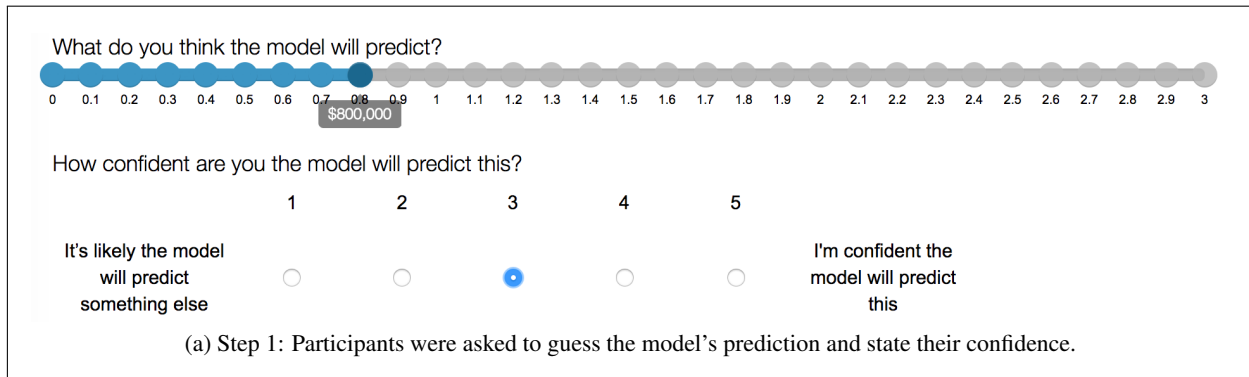 What do you think the model will predict?
0 0.1 0.2 0.3 0.4 0.5 0.6 0.7 0.8 0.9 1 1.1 1.2 1.3 1.4 1.5 1.6 1.7 1.8 1.9 2 2.1 2.2 2.3 2.4 2.5 2.6 2.7 2.8 2.9 3
$800,000
How confident are you the model will predict this?
1 2 3 4 5
It's likely the model
will predict
something else
I'm confident the
model will predict
this
(a) Step 1: Participants were asked to guess the model's prediction and state their confidence.